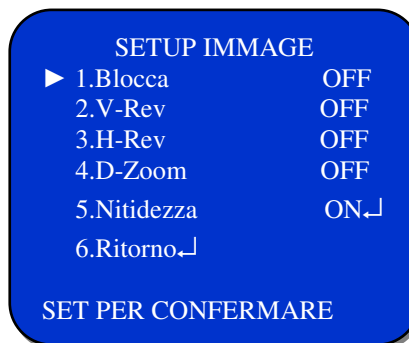 SETUP IMMAGE
► 1.Blocca OFF
2.V-Rev OFF
3.H-Rev OFF
4.D-Zoom OFF
5.Nitidezza ON↵
6.Ritorno↵
SET PER CONFERMARE